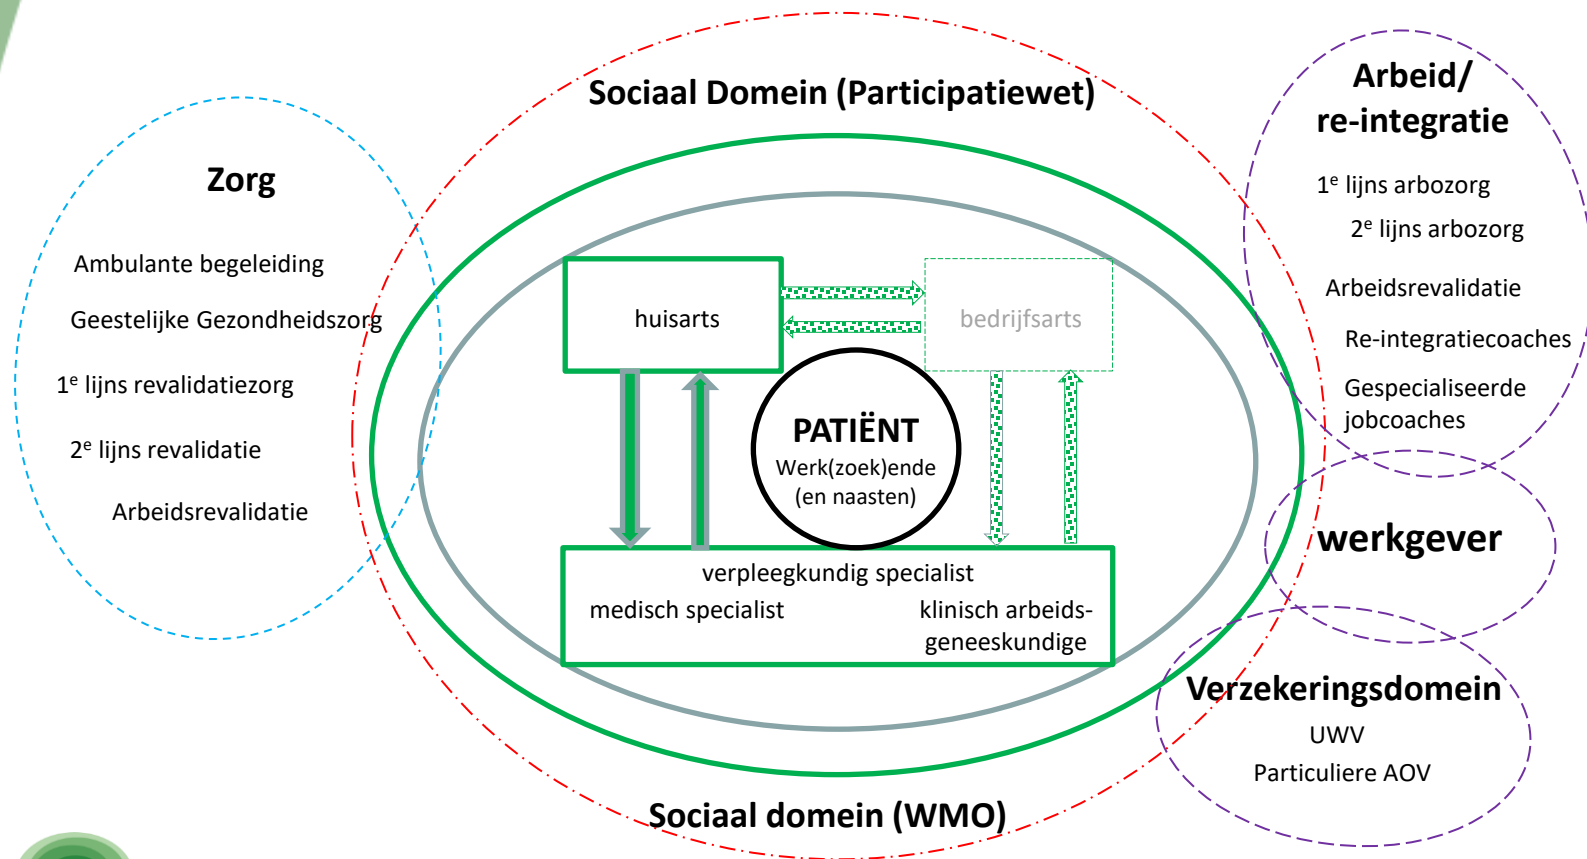 Sociaal Domein (Participatiewet)
Zorg
Ambulante begeleiding
Geestelijke Gezondheidszorg
1e lijns revalidatiezorg
2e lijns revalidatie
Arbeidsrevalidatie
huisarts
bedrijfsarts
PATIËNT
Werk(zoek)ende
(en naasten)
verpleegkundig specialist
medisch specialist
klinisch arbeids-
geneeskundige
Arbeid/
re-integratie
1e lijns arbozorg
2e lijns arbozorg
Arbeidsrevalidatie
Re-integratiecoaches
Gespecialiseerde
jobcoaches
werkgever
Verzekeringsdomein
UWV
Particuliere AOV
Sociaal domein (WMO)